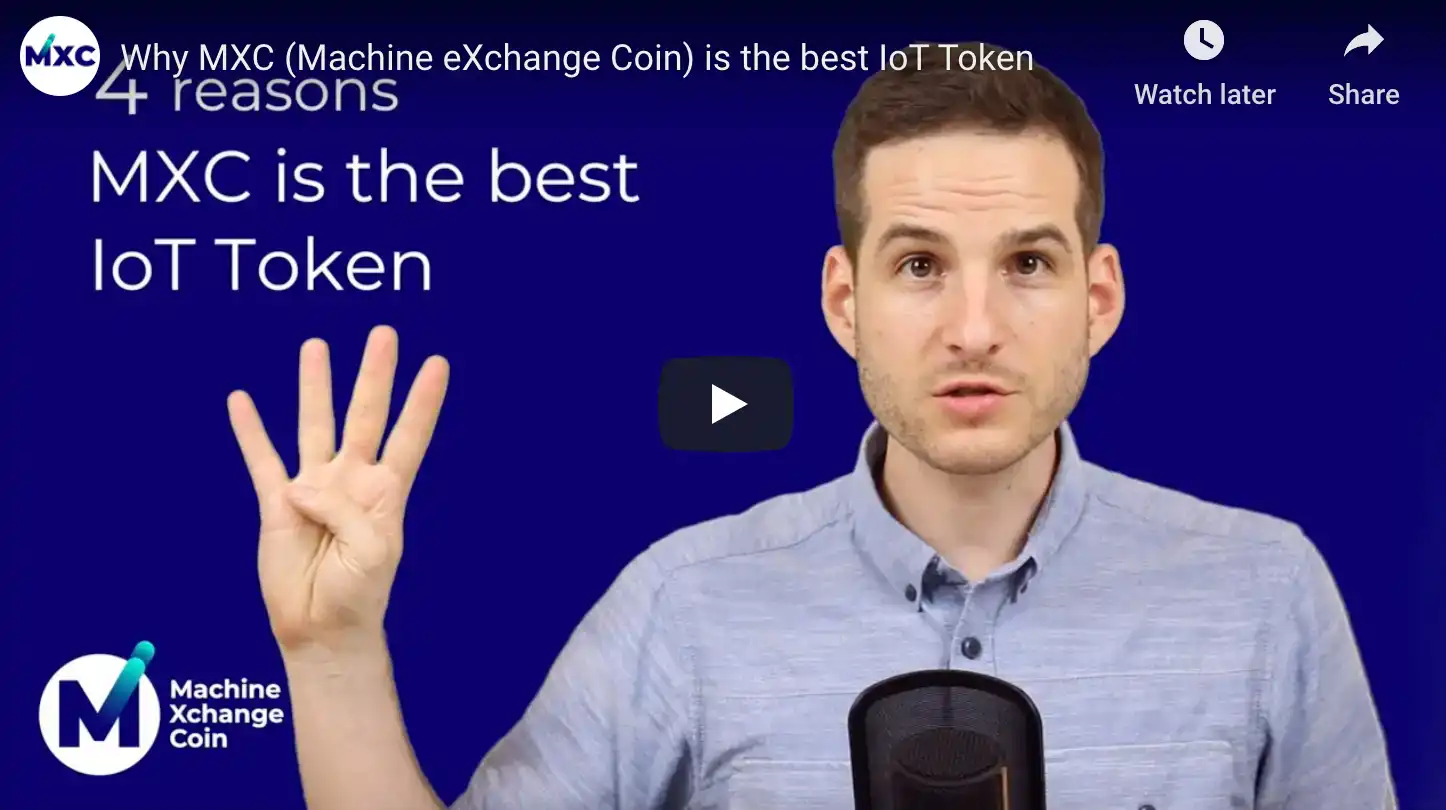 MXC
Why MXC (Machine eXchange Coin) is the best IoT Token
Watch later
Share
4 reasons
MXC is the best
IoT Token
M
Machine
Xchange
Coin